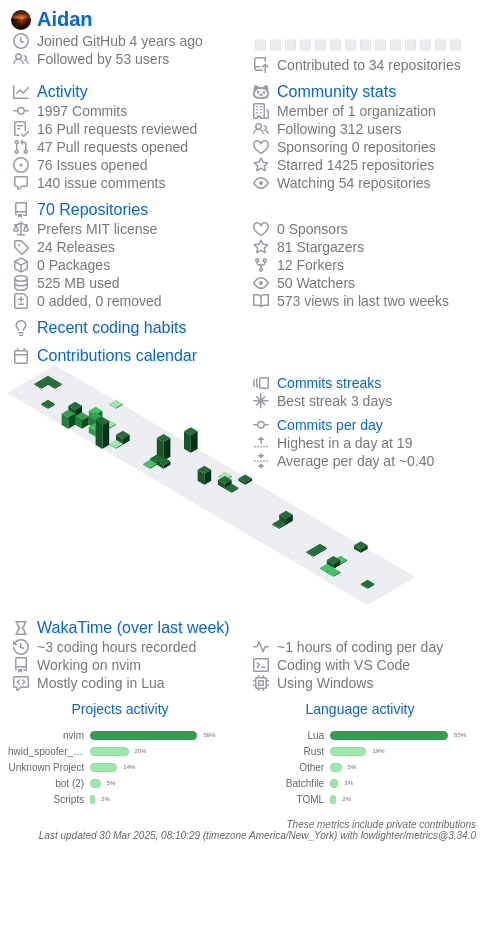 Aidan
Joined GitHub 4 years ago
Followed by 53 users
Contributed to 34 repositories
Activity
1997 Commits
16 Pull requests reviewed
47 Pull requests opened
76 Issues opened
140 issue comments
Community stats
Member of 1 organization
Following 312 users
Sponsoring 0 repositories
Starred 1425 repositories
Watching 54 repositories
70 Repositories
Prefers MIT license
24 Releases
0 Packages
525 MB used
0 added, 0 removed
0 Sponsors
81 Stargazers
12 Forkers
50 Watchers
573 views in last two weeks
Recent coding habits
Contributions calendar
Commits streaks
Best streak 3 days
Commits per day
Highest in a day at 19
Average per day at ~0.40
WakaTime (over last week)
~3 coding hours recorded
Working on nvim
Mostly coding in Lua
~1 hours of coding per day
Coding with VS Code
Using Windows
Projects activity
nvim 59%
hwid_spoofer_… 20%
Unknown Project 14%
bot (2) 5%
Scripts 2%
Language activity
Lua 65%
Rust 19%
Other 5%
Batchfile 3%
TOML 2%
These metrics include private contributions
Last updated 30 Mar 2025, 08:10:29 (timezone America/New_York) with lowlighter/metrics@3.34.0